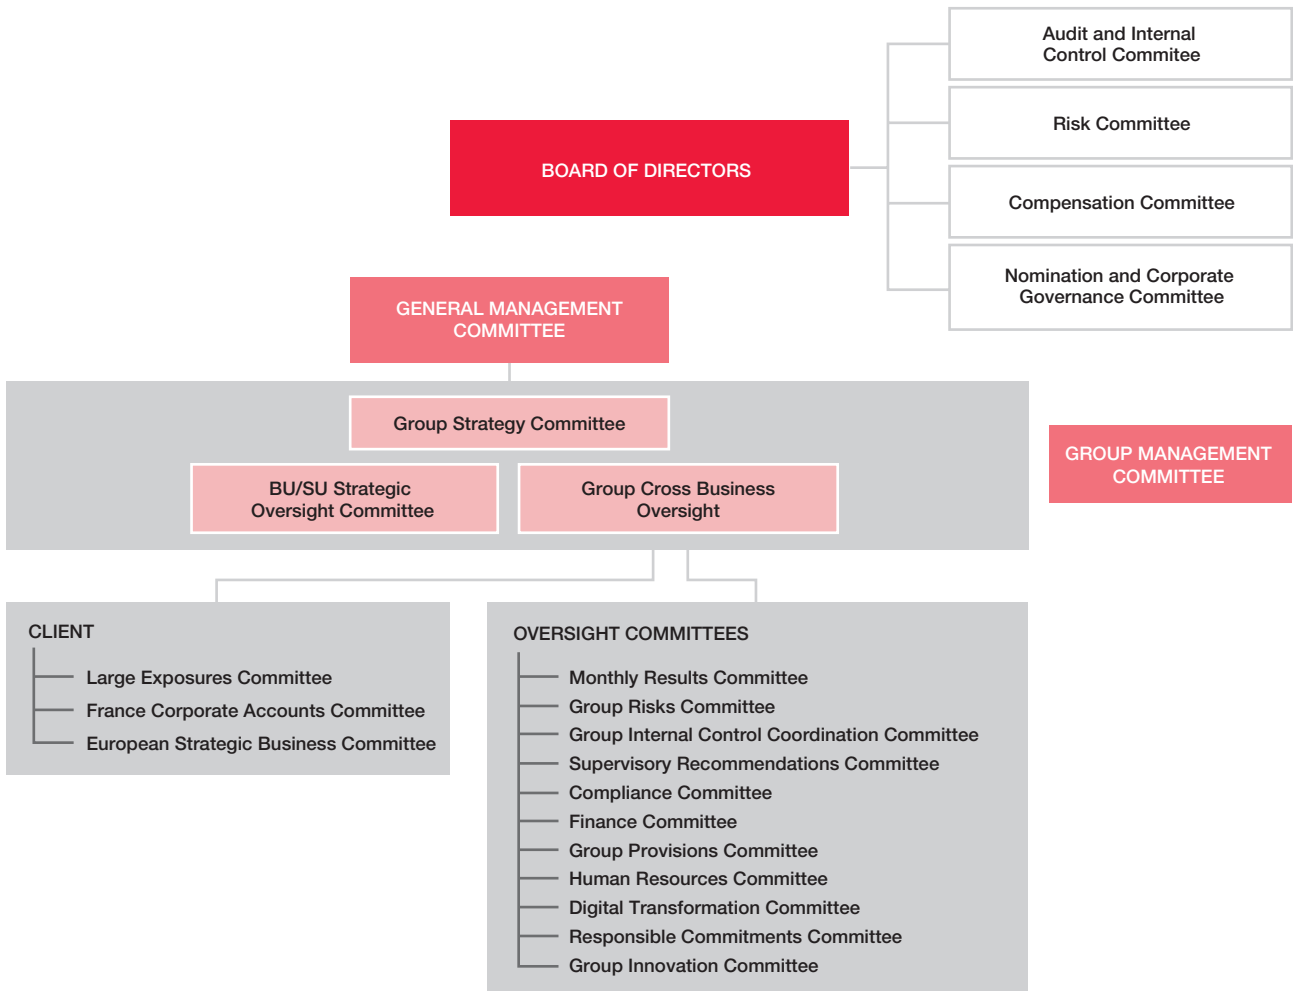 Audit and Internal
Control Commitee
Risk Committee
BOARD OF DIRECTORS
Compensation Committee
Nomination and Corporate
Governance Committee
GENERAL MANAGEMENT
COMMITTEE
Group Strategy Committee
GROUP MANAGEMENT
COMMITTEE
BU/SU Strategic
Oversight Committee
Group Cross Business
Oversight
CLIENT
Large Exposures Committee
France Corporate Accounts Committee
European Strategic Business Committee
OVERSIGHT COMMITTEES
Monthly Results Committee
Group Risks Committee
Group Internal Control Coordination Committee
Supervisory Recommendations Committee
Compliance Committee
Finance Committee
Group Provisions Committee
Human Resources Committee
Digital Transformation Committee
Responsible Commitments Committee
Group Innovation Committee